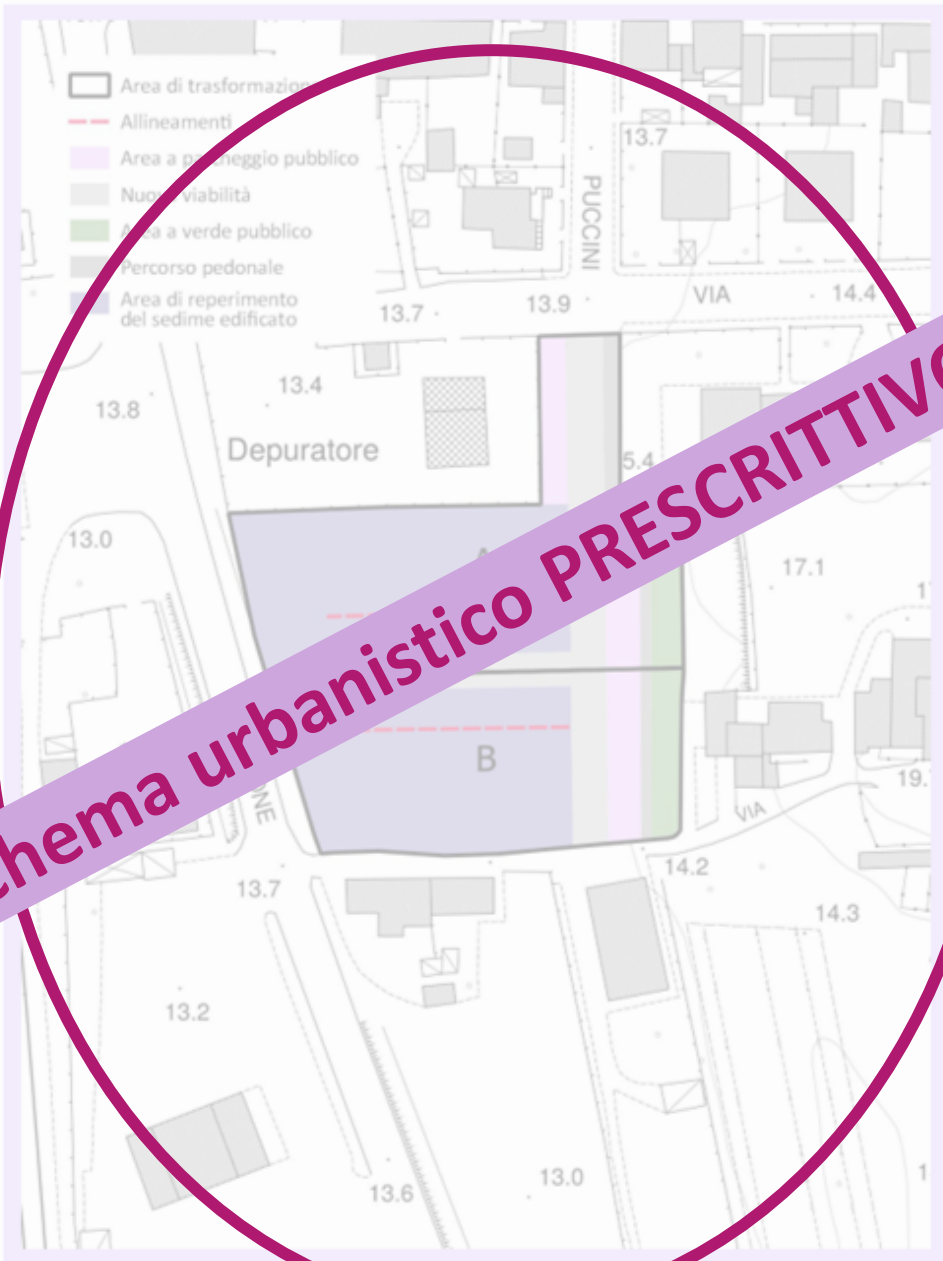 Area di trasformazione
Allineamenti
Area a parcheggio pubblico
Nuova viabilità
Area a verde pubblico
Percorso pedonale
Area di reperimento
del sedime edificato
13.7
PUCCINI
13.7
13.9
VIA
14.4
13.4
13.8
Depuratore
5.4
13.0
17.1
A
chema urbanistico PRESCRITTIVO
B
ONE
VIA
19.
14.2
13.7
14.3
13.2
13.0
13.6